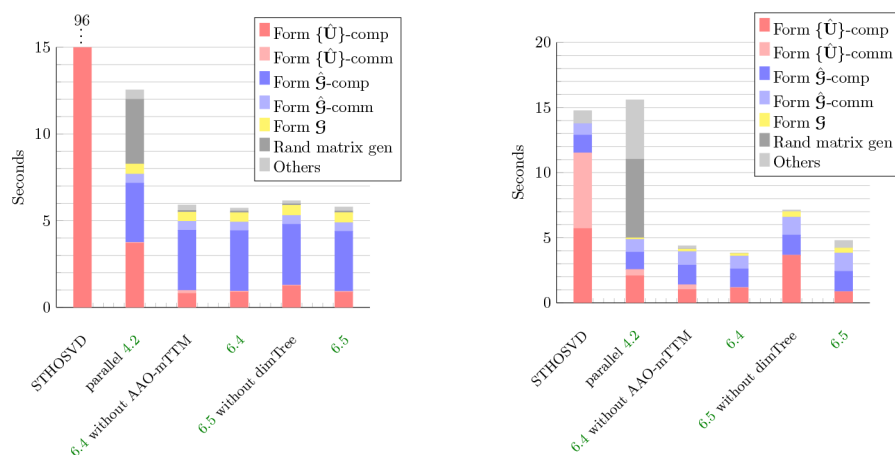 96
15
10
5
0
Seconds
Form {Û}-comp
Form {Û}-comm
Form Ĝ-comp
Form Ĝ-comm
Form G
Rand matrix gen
Others
STHOSVD
parallel 4.2
6.4 without AAO-mTTM
6.4
6.5 without dimTree
6.5
20
15
10
5
0
Seconds
Form {Û}-comp
Form {Û}-comm
Form Ĝ-comp
Form Ĝ-comm
Form G
Rand matrix gen
Others
STHOSVD
parallel 4.2
6.4 without AAO-mTTM
6.4
6.5 without dimTree
6.5